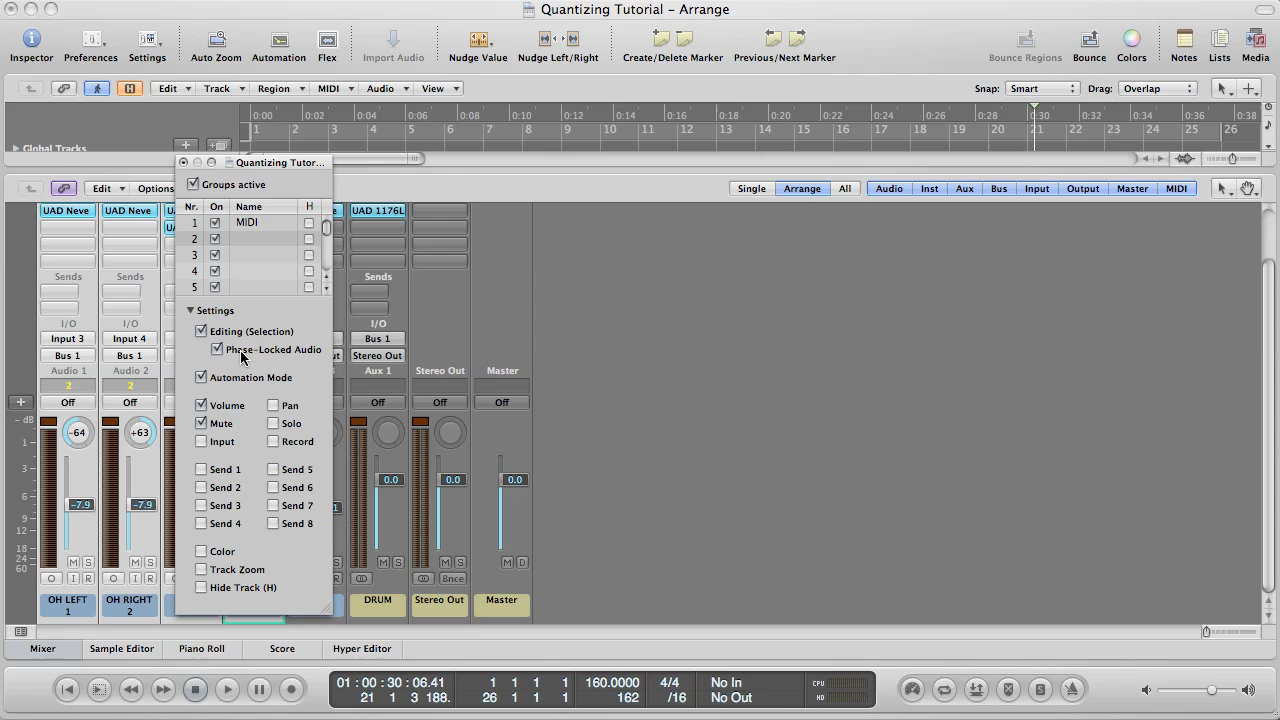 Quantizing Tutorial – Arrange
Inspector Preferences Settings Auto Zoom Automation Flex Import Audio Nudge Value Nudge Left/Right Create/Delete Marker Previous/Next Marker Bounce Regions Bounce Colors Notes Lists Media
Edit Track Region MIDI Audio View Snap: Smart Drag: Overlap
0:00 0:02 0:04 0:06 0:08 0:10 0:12 0:14 0:16 0:18 0:20 0:22 0:24 0:26 0:28 0:30 0:32 0:34 0:36 0:38
1 2 3 4 5 6 7 8 9 10 11 12 13 14 15 16 17 18 19 20 21 22 23 24 25 26
Global Tracks
Quantizing Tutor...
Groups active
Edit Options Single Arrange All Audio Inst Aux Bus Input Output Master MIDI
Nr. On Name H
1 MIDI
2
3
4
5
Settings
Editing (Selection)
Phase-Locked Audio
Automation Mode
Volume Pan
Mute Solo
Input Record
Send 1 Send 5
Send 2 Send 6
Send 3 Send 7
Send 4 Send 8
Color
Track Zoom
Hide Track (H)
UAD Neve UAD Neve UAD 1176L
Sends Sends Sends
I/O I/O I/O
Input 3 Input 4 Bus 1
Bus 1 Bus 1 Stereo Out
Audio 1 Audio 2 Aux 1 Stereo Out Master
2 2
Off Off Off Off Off
– dB
1
3
6
9
12
18
24
60
-64 +63
-7.9 -7.9 0.0 0.0 0.0
M S M S M S M S M D
I R I R Bnce
OH LEFT OH RIGHT DRUM Stereo Out Master
1 2
Mixer Sample Editor Piano Roll Score Hyper Editor
01 : 00 : 30 : 06.41 1 1 1 1 160.0000 4/4 No In CPU
21 1 3 188. 26 1 1 1 162 /16 No Out HD